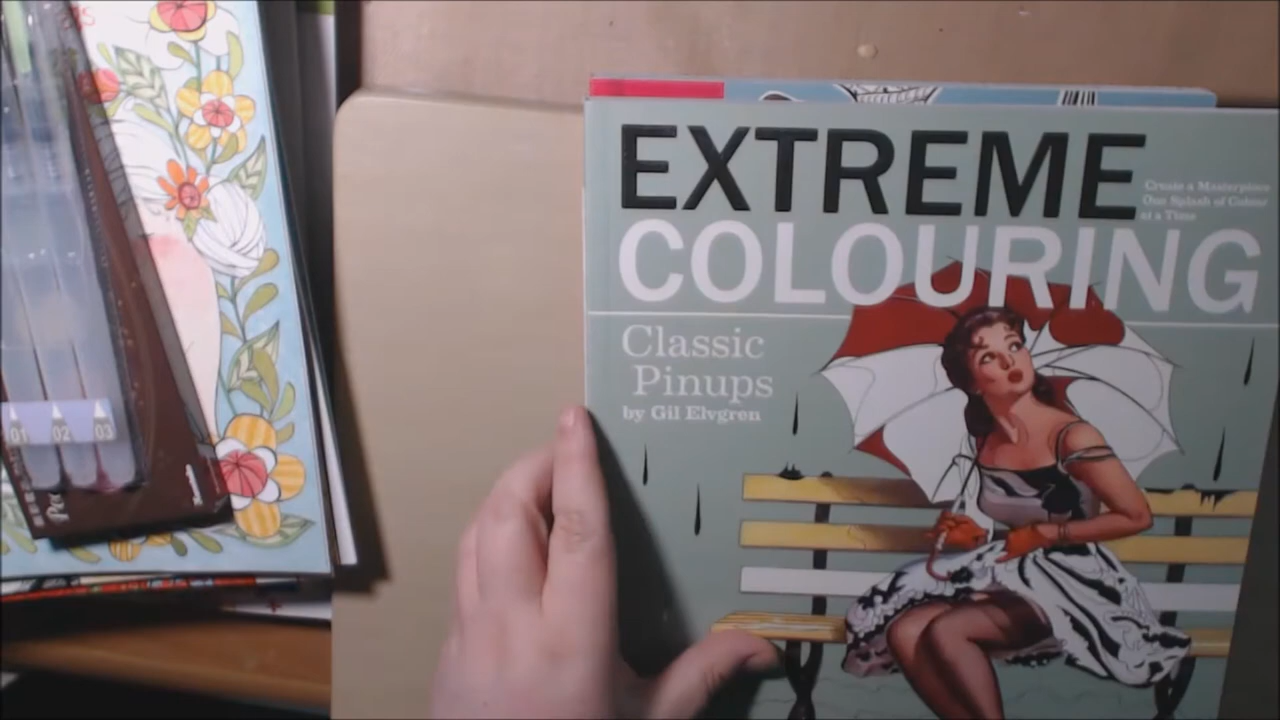 EXTREME
COLOURING
Create a Masterpiece
One Splash of Colour
at a Time
Classic
Pinups
by Gil Elvgren
01 02 03